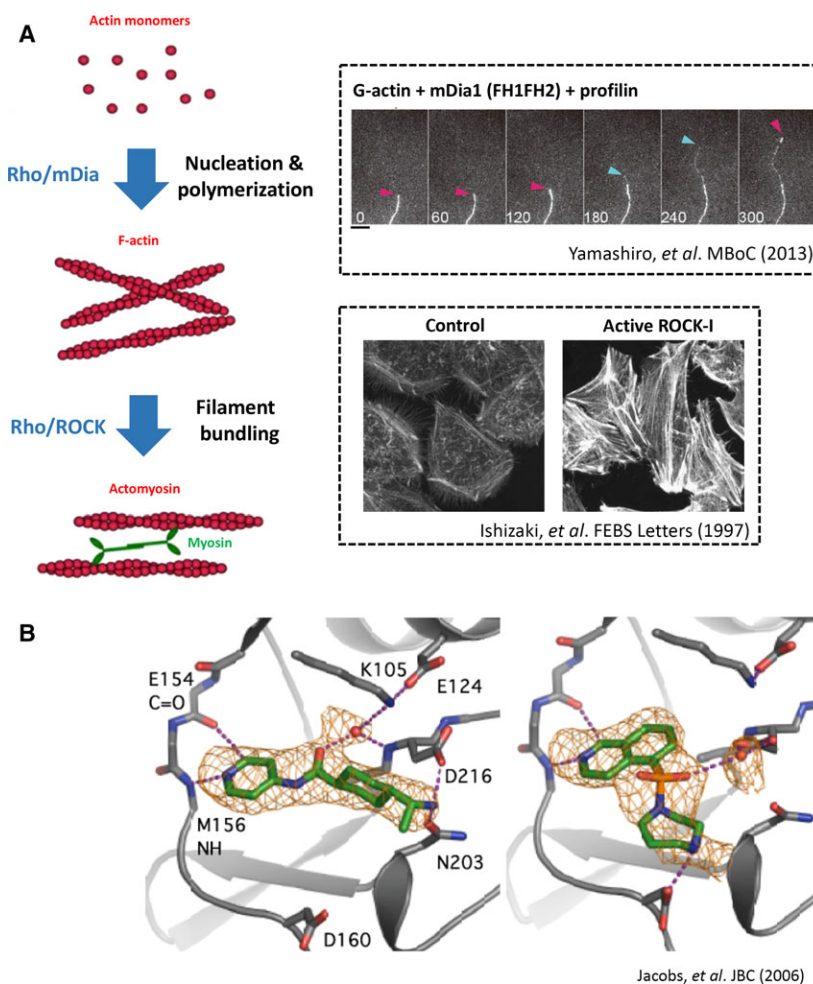 A
Actin monomers
Rho/mDia
Nucleation &
polymerization
F-actin
Rho/ROCK
Filament
bundling
Actomyosin
Myosin
G-actin + mDia1 (FH1FH2) + profilin
0 60 120 180 240 300
Yamashiro, et al. MBoC (2013)
Control Active ROCK-I
Ishizaki, et al. FEBS Letters (1997)
B
E154
C=O
K105
E124
D216
M156
NH
N203
D160
Jacobs, et al. JBC (2006)